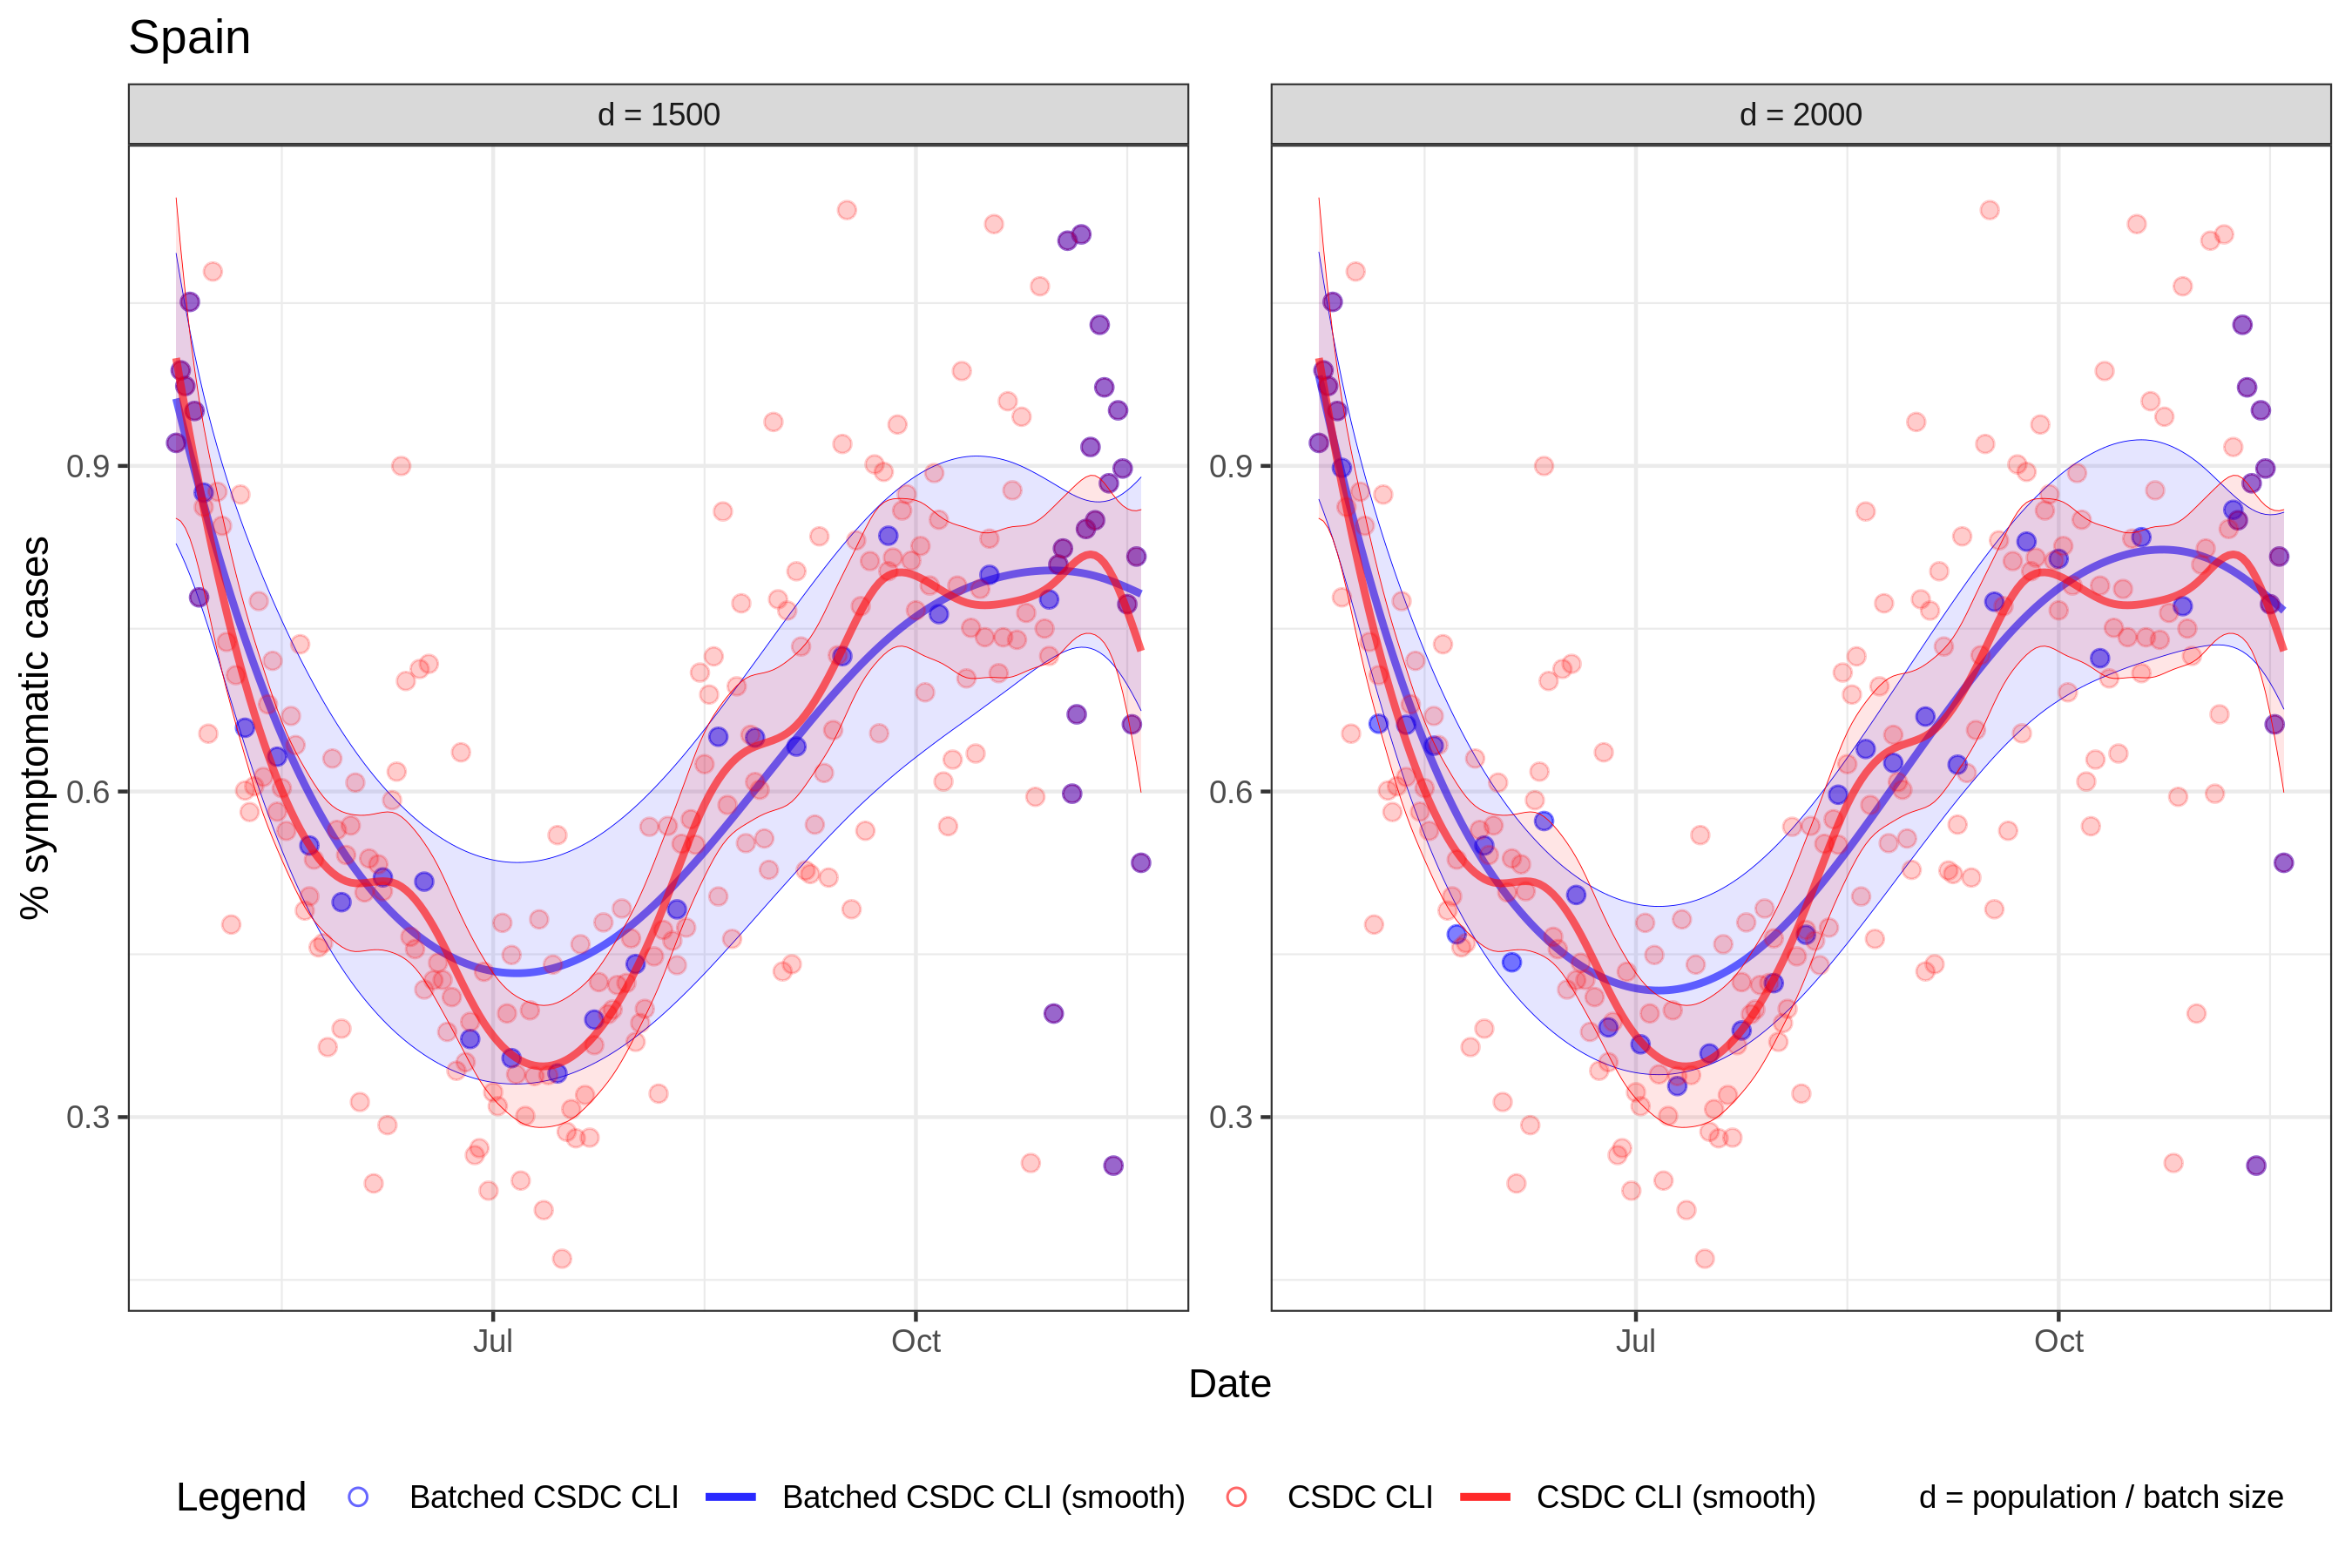 Spain
d = 1500
d = 2000
% symptomatic cases
0.9
0.6
0.3
0.9
0.6
0.3
Jul
Oct
Jul
Oct
Date
Legend
Batched CSDC CLI
Batched CSDC CLI (smooth)
CSDC CLI
CSDC CLI (smooth)
d = population / batch size